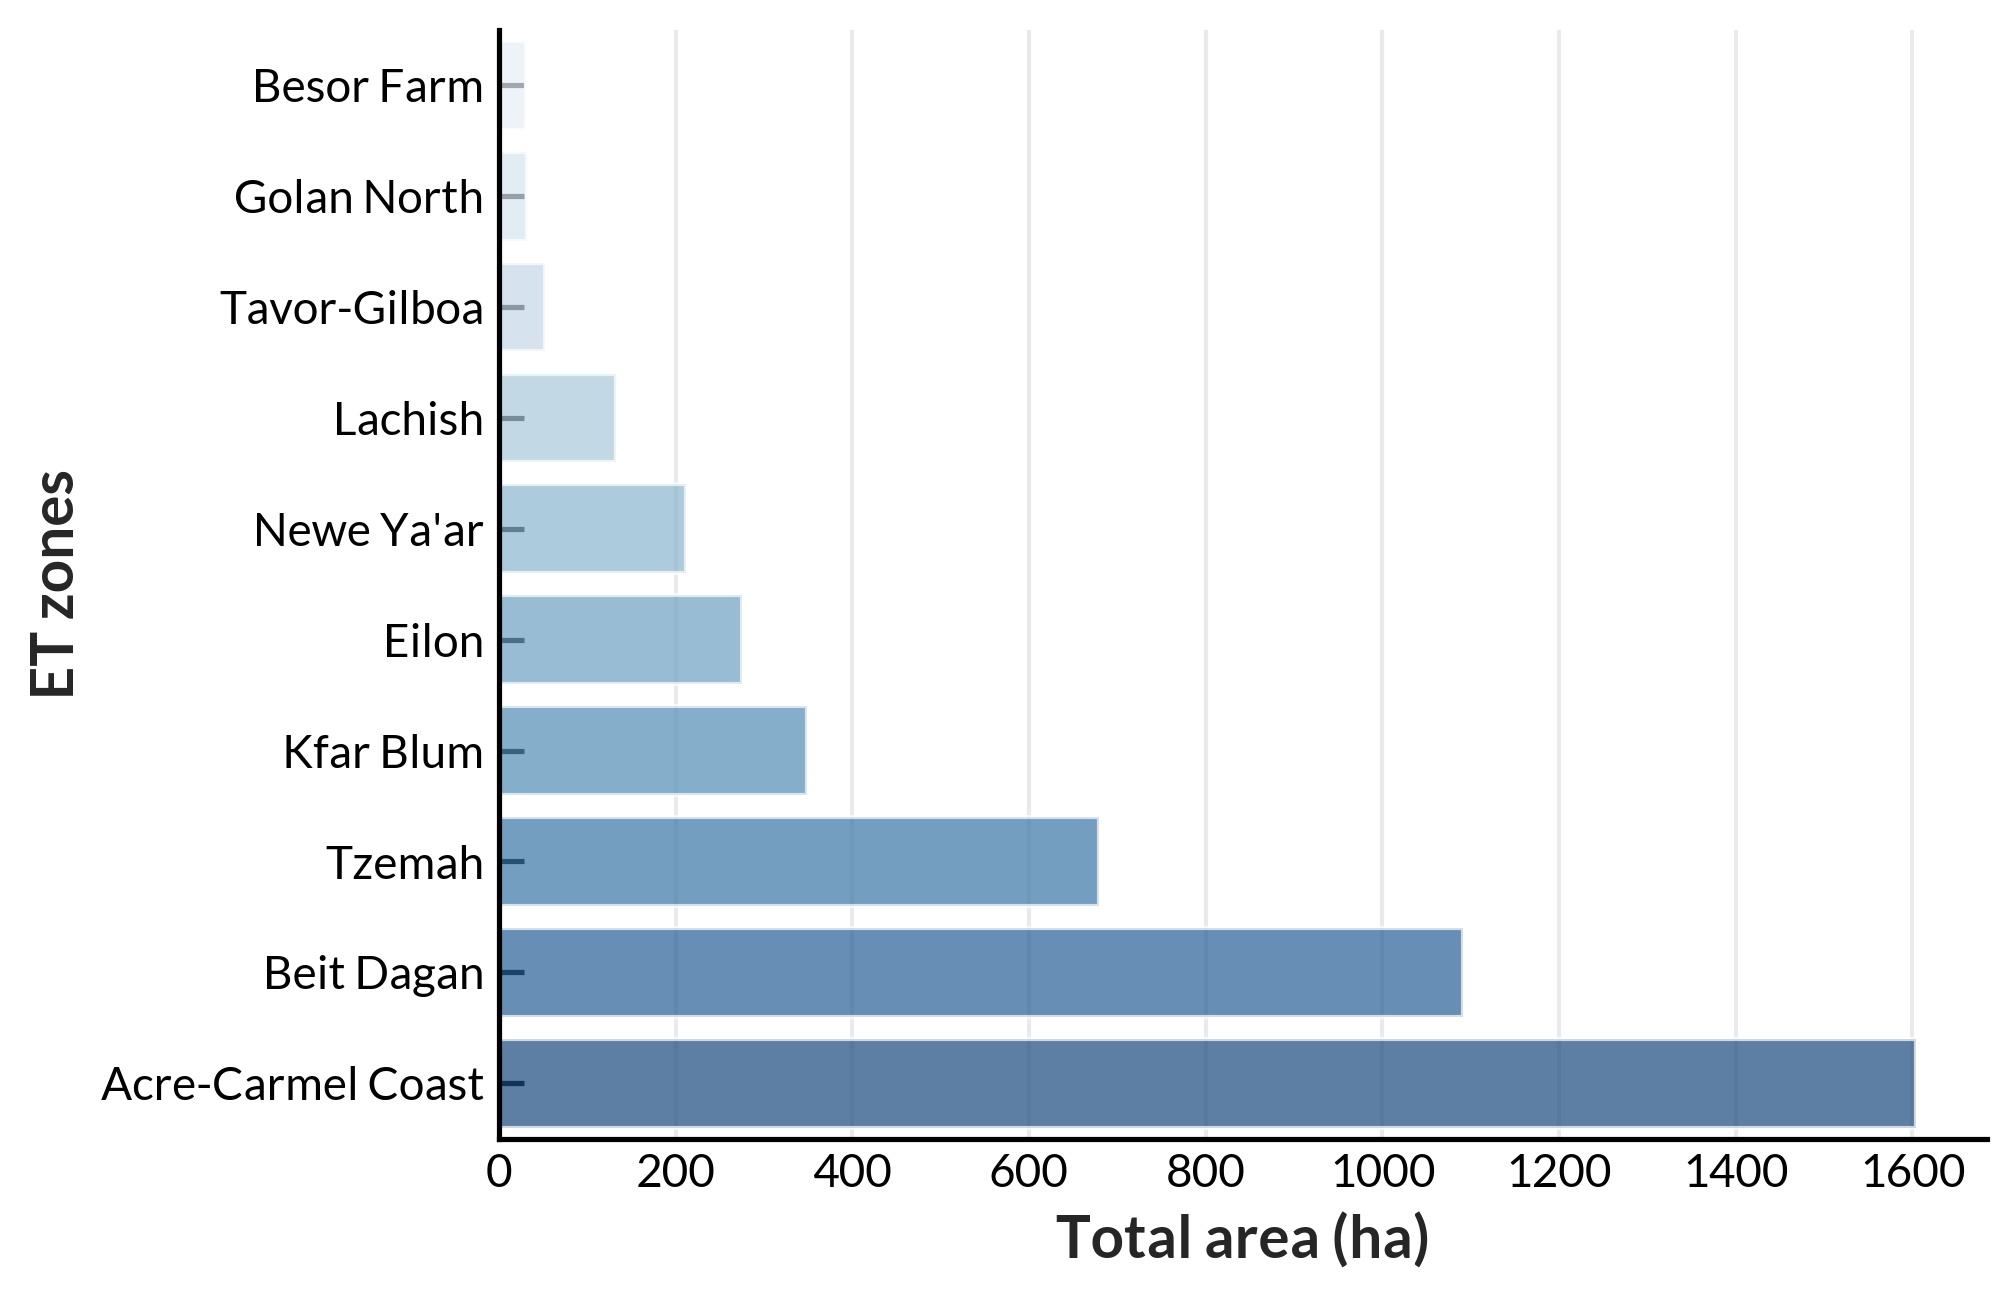 Besor Farm
Golan North
Tavor-Gilboa
Lachish
Newe Ya'ar
Eilon
Kfar Blum
Tzemah
Beit Dagan
Acre-Carmel Coast
ET zones
0 200 400 600 800 1000 1200 1400 1600
Total area (ha)